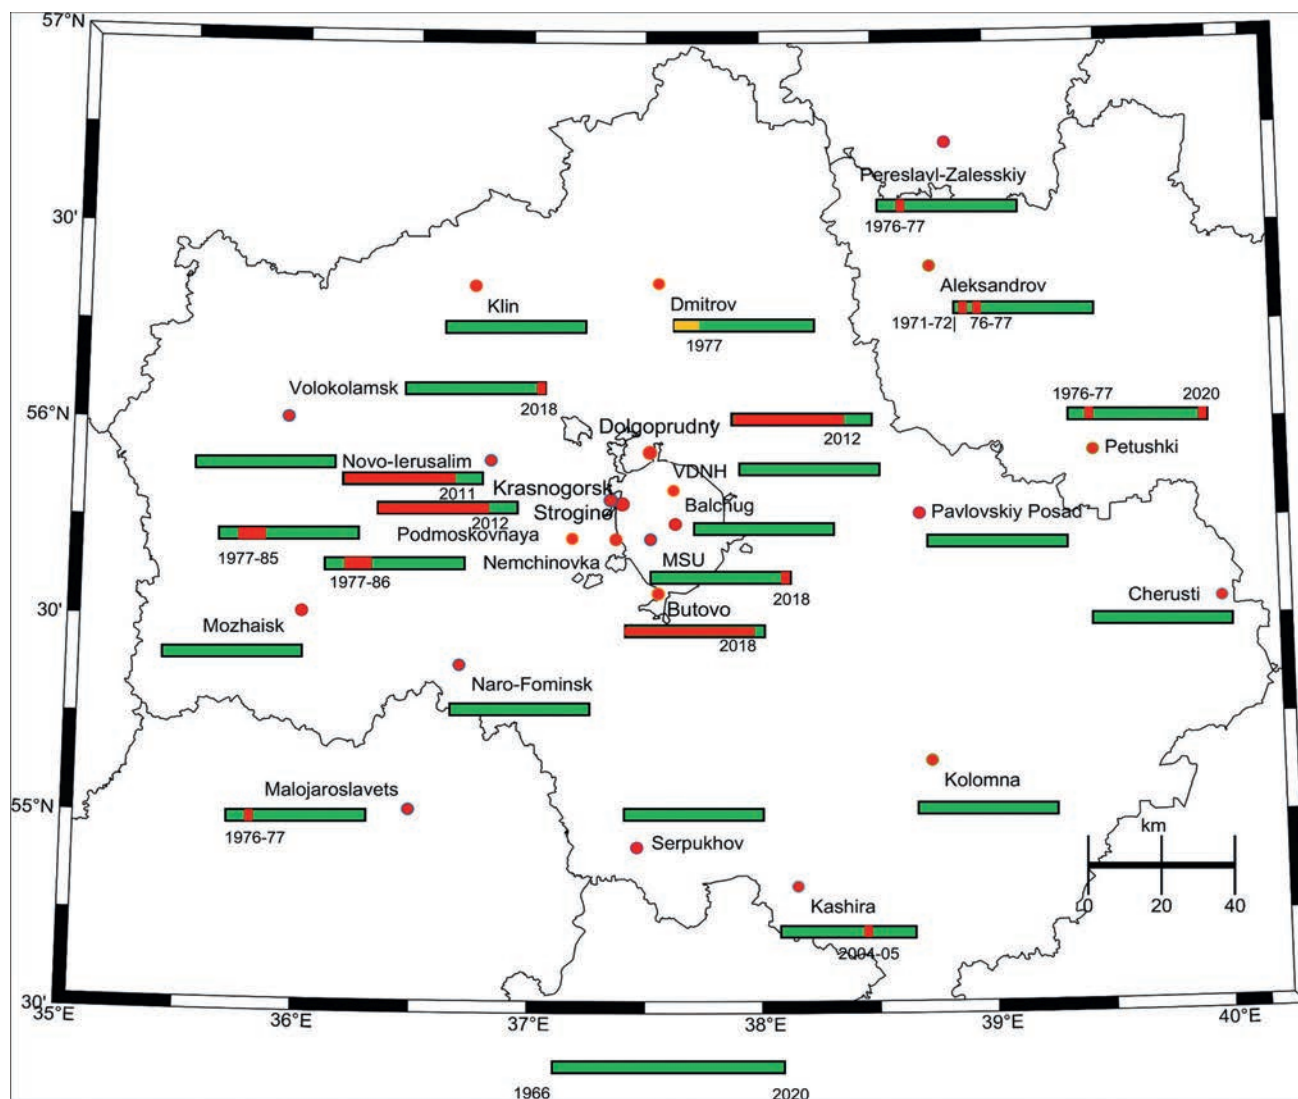 57°N
Pereslavl-Zalesskiy
30'
1976-77
Aleksandrov
Klin
Dmitrov
1971-72| 76-77
1977
Volokolamsk
1976-77
2020
2018
56°N
Dolgoprudny
2012
Petushki
Novo-Ierusalim
VDNH
2011
Krasnogorsk
Balchug
Pavlovskiy Posad
2012
Strogino
Podmoskovnaya
1977-85
Nemchinovka
MSU
1977-86
2018
Cherusti
30'
Butovo
Mozhaisk
2018
Naro-Fominsk
Kolomna
Malojaroslavets
55°N
km
1976-77
Serpukhov
Kashira
0 20 40
2004-05
30'
35°E 36°E 37°E 38°E 39°E 40°E
1966 2020